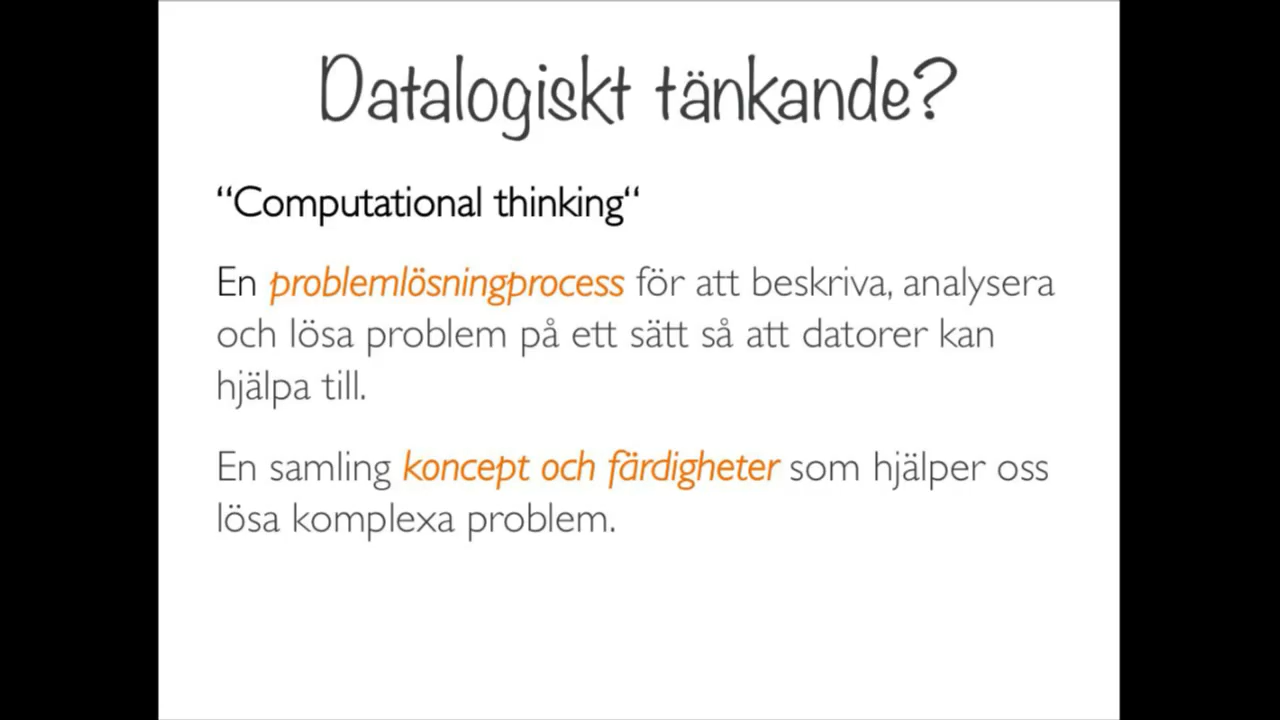 Datalogiskt tänkande?
“Computational thinking“
En problemlösningprocess för att beskriva, analysera
och lösa problem på ett sätt så att datorer kan
hjälpa till.
En samling koncept och färdigheter som hjälper oss
lösa komplexa problem.